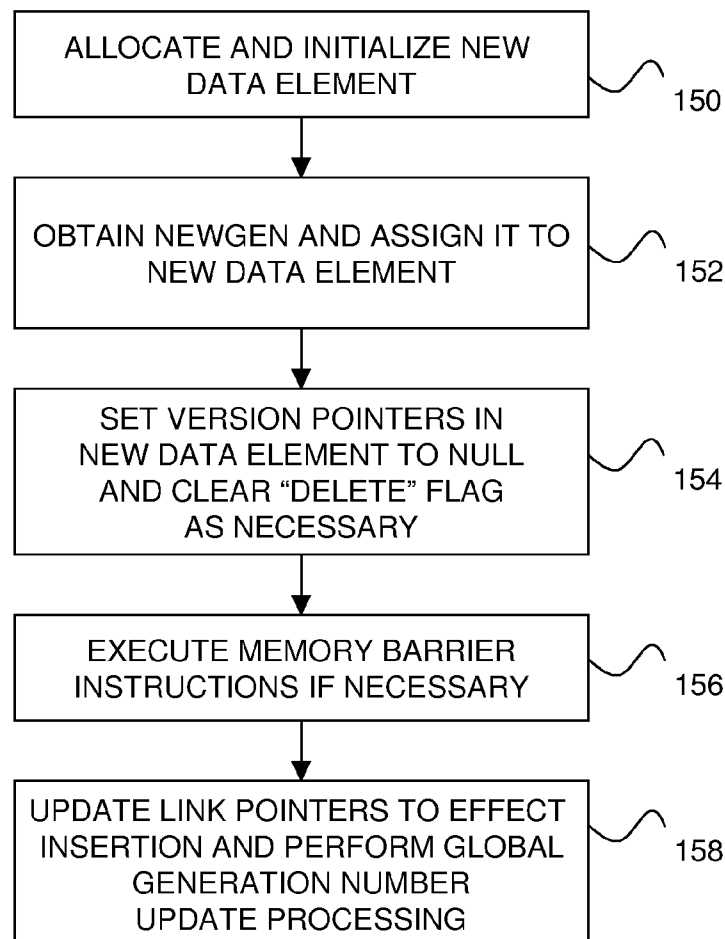 ALLOCATE AND INITIALIZE NEW
DATA ELEMENT
150
OBTAIN NEWGEN AND ASSIGN IT TO
NEW DATA ELEMENT
152
SET VERSION POINTERS IN
NEW DATA ELEMENT TO NULL
AND CLEAR “DELETE” FLAG
AS NECESSARY
154
EXECUTE MEMORY BARRIER
INSTRUCTIONS IF NECESSARY
156
UPDATE LINK POINTERS TO EFFECT
INSERTION AND PERFORM GLOBAL
GENERATION NUMBER
UPDATE PROCESSING
158